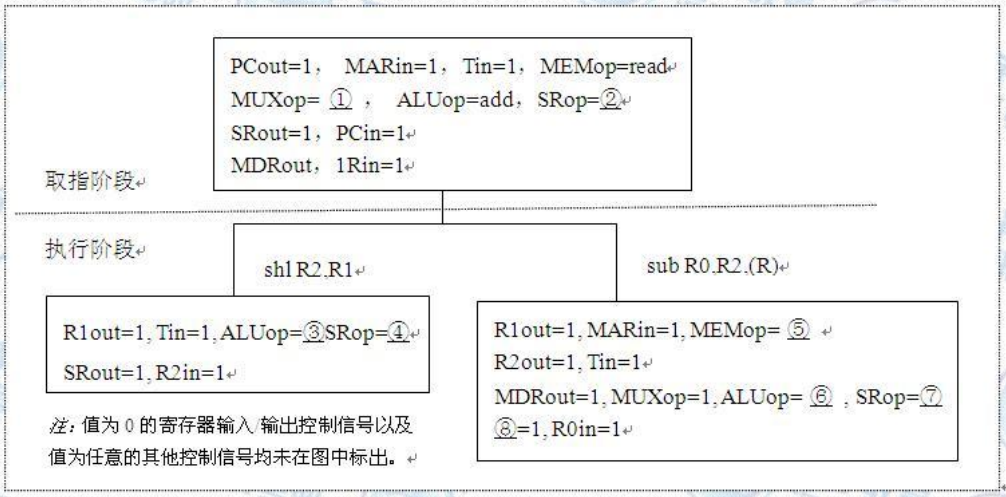 PCout=1， MARin=1，Tin=1，MEMop=read
MUXop= ① ， ALUop=add，SRop=②
SRout=1，PCin=1
MDRout，1Rin=1
取指阶段
执行阶段
shl R2,R1
sub R0,R2,(R)
R1out=1, Tin=1, ALUop=③SRop=④
SRout=1, R2in=1
R1out=1, MARin=1, MEMop= ⑤
R2out=1, Tin=1
MDRout=1, MUXop=1, ALUop= ⑥ , SRop=⑦
⑧=1, R0in=1
注：值为 0 的寄存器输入/输出控制信号以及
值为任意的其他控制信号均未在图中标出。